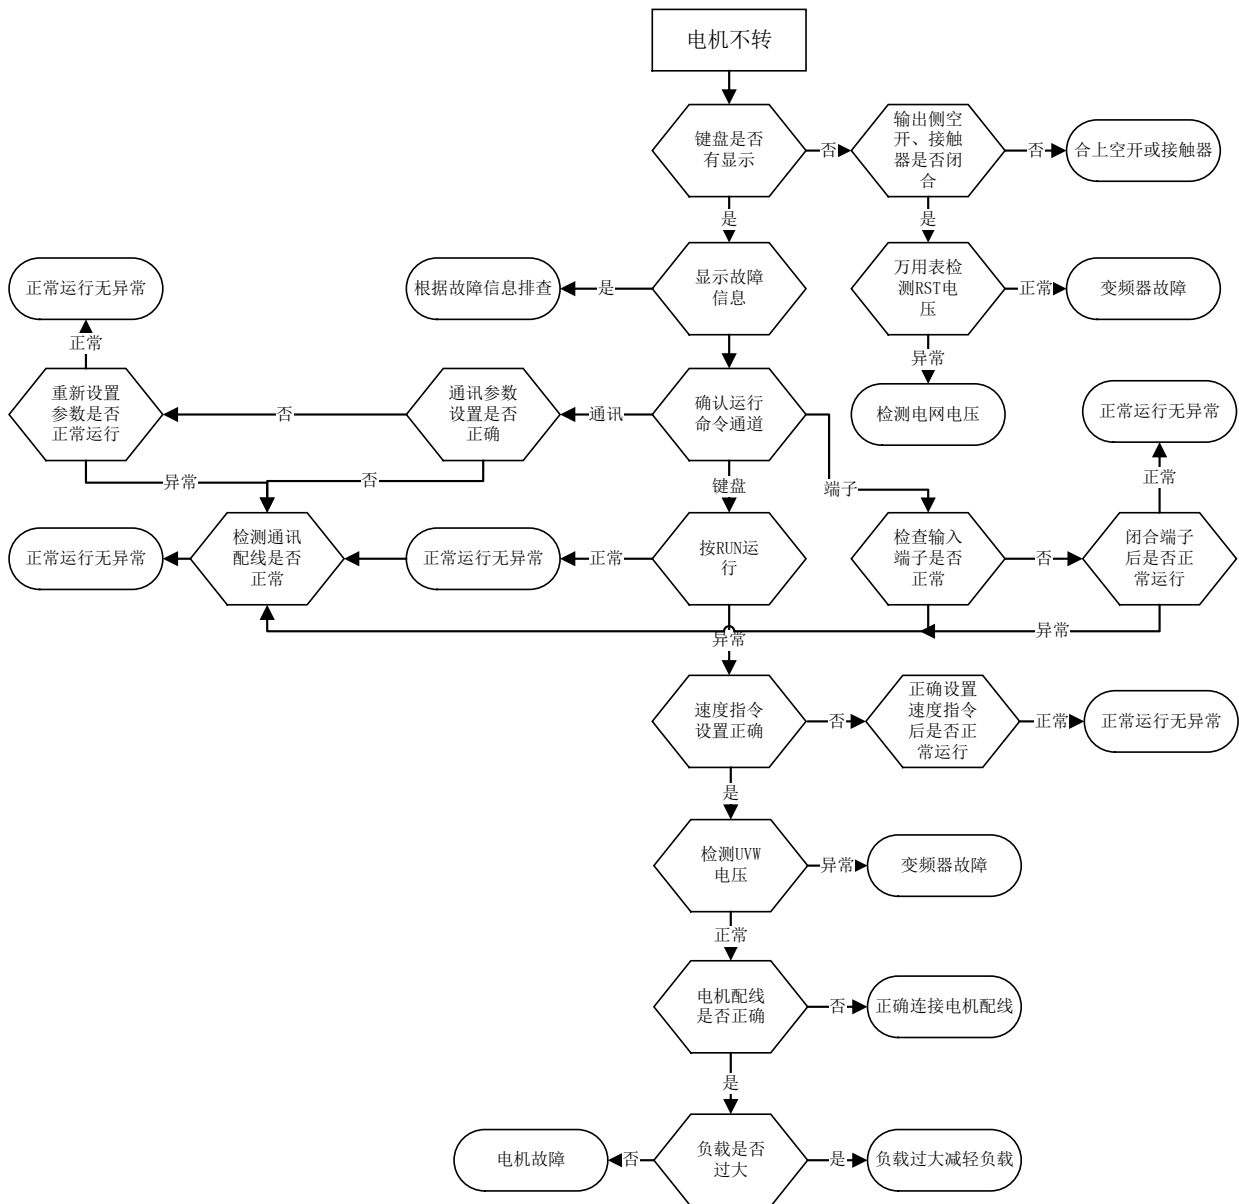 电机不转
键盘是否
有显示
否
输出侧空
开、接触
器是否闭
合
否
合上空开或接触器
是
是
正常运行无异常
根据故障信息排查
是
显示故障
信息
万用表检
测RST电
压
正常
变频器故障
正常
异常
重新设置
参数是否
正常运行
否
通讯参数
设置是否
正确
通讯
确认运行
命令通道
检测电网电压
正常运行无异常
异常
否
键盘
端子
正常
正常运行无异常
检测通讯
配线是否
正常
正常运行无异常
正常
按RUN运
行
检查输入
端子是否
正常
否
闭合端子
后是否正
常运行
异常
异常
速度指令
设置正确
否
正确设置
速度指令
后是否正
常运行
正常
正常运行无异常
是
检测UVW
电压
异常
变频器故障
正常
电机配线
是否正确
否
正确连接电机配线
是
电机故障
否
负载是否
过大
是
负载过大减轻负载